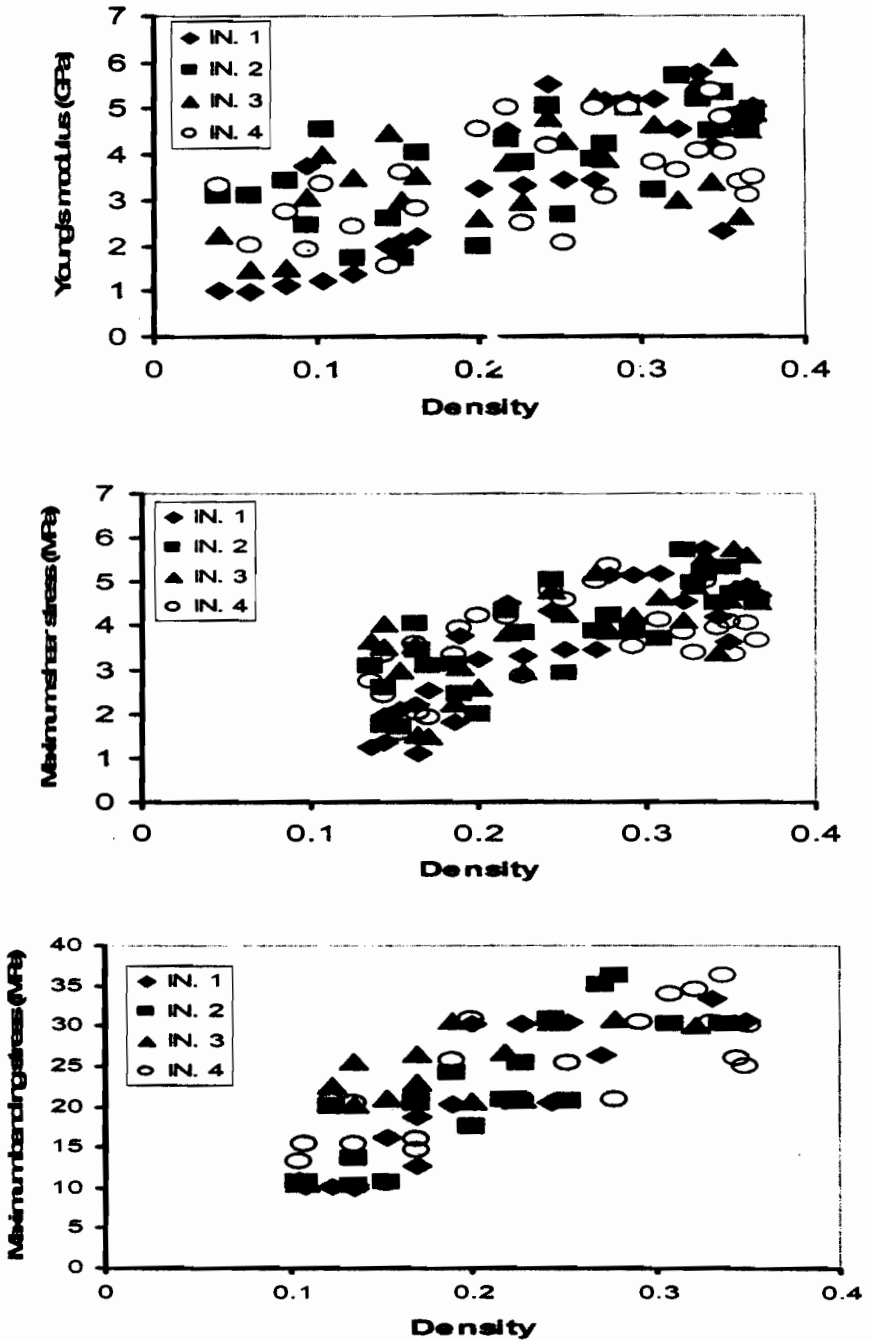 Young's modulus (GPa)
7
6
5
4
3
2
1
0
IN. 1
IN. 2
IN. 3
IN. 4
0 0.1 0.2 0.3 0.4
Density
Maximum shear stress (MPa)
7
6
5
4
3
2
1
0
IN. 1
IN. 2
IN. 3
IN. 4
0 0.1 0.2 0.3 0.4
Density
Maximum bending stress (MPa)
40
35
30
25
20
15
10
5
0
IN. 1
IN. 2
IN. 3
IN. 4
0 0.1 0.2 0.3 0.4
Density